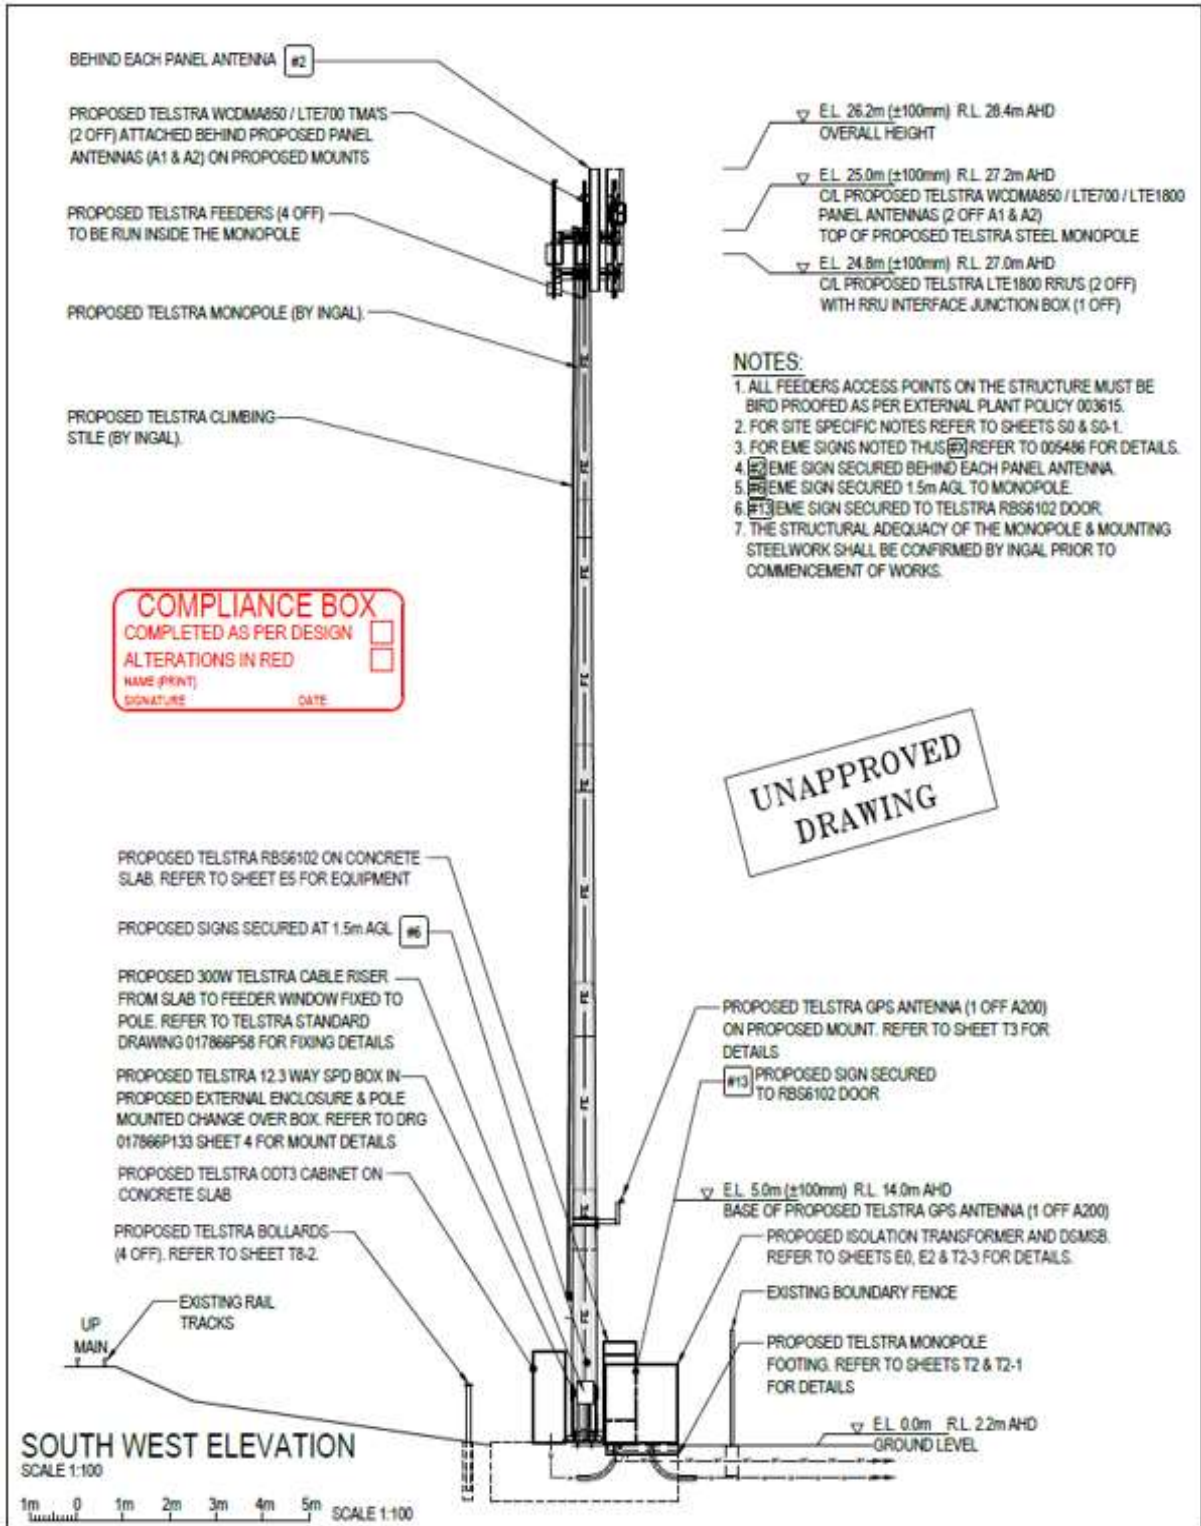 BEHIND EACH PANEL ANTENNA #2
PROPOSED TELSTRA WCDMA850 / LTE700 TMA'S
(2 OFF) ATTACHED BEHIND PROPOSED PANEL
ANTENNAS (A1 & A2) ON PROPOSED MOUNTS
PROPOSED TELSTRA FEEDERS (4 OFF)
TO BE RUN INSIDE THE MONOPOLE
PROPOSED TELSTRA MONOPOLE (BY INGAL).
PROPOSED TELSTRA CLIMBING
STILE (BY INGAL).
E.L. 26.2m (±100mm) R.L. 28.4m AHD
OVERALL HEIGHT
E.L. 25.0m (±100mm) R.L. 27.2m AHD
C/L PROPOSED TELSTRA WCDMA850 / LTE700 / LTE1800
PANEL ANTENNAS (2 OFF A1 & A2)
TOP OF PROPOSED TELSTRA STEEL MONOPOLE
E.L. 24.8m (±100mm) R.L. 27.0m AHD
C/L PROPOSED TELSTRA LTE1800 RRU'S (2 OFF)
WITH RRU INTERFACE JUNCTION BOX (1 OFF)
NOTES:
1. ALL FEEDERS ACCESS POINTS ON THE STRUCTURE MUST BE
BIRD PROOFED AS PER EXTERNAL PLANT POLICY 003615.
2. FOR SITE SPECIFIC NOTES REFER TO SHEETS S0 & S0-1.
3. FOR EME SIGNS NOTED THUS #X REFER TO 005486 FOR DETAILS.
4. #2 EME SIGN SECURED BEHIND EACH PANEL ANTENNA.
5. #6 EME SIGN SECURED 1.5m AGL TO MONOPOLE.
6. #13 EME SIGN SECURED TO TELSTRA RBS6102 DOOR
7. THE STRUCTURAL ADEQUACY OF THE MONOPOLE & MOUNTING
STEELWORK SHALL BE CONFIRMED BY INGAL PRIOR TO
COMMENCEMENT OF WORKS.
COMPLIANCE BOX
COMPLETED AS PER DESIGN
ALTERATIONS IN RED
NAME (PRINT)
SIGNATURE DATE
UNAPPROVED
DRAWING
PROPOSED TELSTRA RBS6102 ON CONCRETE
SLAB. REFER TO SHEET E5 FOR EQUIPMENT
PROPOSED SIGNS SECURED AT 1.5m AGL #6
PROPOSED 300W TELSTRA CABLE RISER
FROM SLAB TO FEEDER WINDOW FIXED TO
POLE. REFER TO TELSTRA STANDARD
DRAWING 017866P58 FOR FIXING DETAILS
PROPOSED TELSTRA 12.3 WAY SPD BOX IN
PROPOSED EXTERNAL ENCLOSURE & POLE
MOUNTED CHANGE OVER BOX. REFER TO DRG
017866P133 SHEET 4 FOR MOUNT DETAILS
PROPOSED TELSTRA ODT3 CABINET ON
CONCRETE SLAB
PROPOSED TELSTRA BOLLARDS
(4 OFF). REFER TO SHEET T8-2.
EXISTING RAIL
TRACKS
UP
MAIN
PROPOSED TELSTRA GPS ANTENNA (1 OFF A200)
ON PROPOSED MOUNT. REFER TO SHEET T3 FOR
DETAILS
#13 PROPOSED SIGN SECURED
TO RBS6102 DOOR
E.L. 5.0m (±100mm) R.L. 14.0m AHD
BASE OF PROPOSED TELSTRA GPS ANTENNA (1 OFF A200)
PROPOSED ISOLATION TRANSFORMER AND DSMSB.
REFER TO SHEETS E0, E2 & T2-3 FOR DETAILS.
EXISTING BOUNDARY FENCE
PROPOSED TELSTRA MONOPOLE
FOOTING. REFER TO SHEETS T2 & T2-1
FOR DETAILS
E.L. 0.0m R.L. 2.2m AHD
GROUND LEVEL
SOUTH WEST ELEVATION
SCALE 1:100
1m 0 1m 2m 3m 4m 5m SCALE 1:100